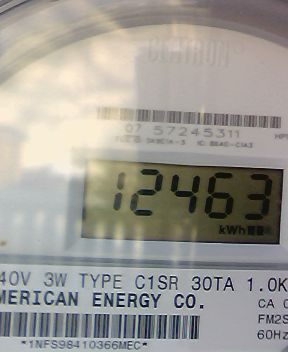 CENTRON®
07 57245311
12463
kWh
40V 3W TYPE C1SR 30TA 1.0K
MERICAN ENERGY CO.
CA 0
FM2S
60Hz
*1NFS98410366MEC*